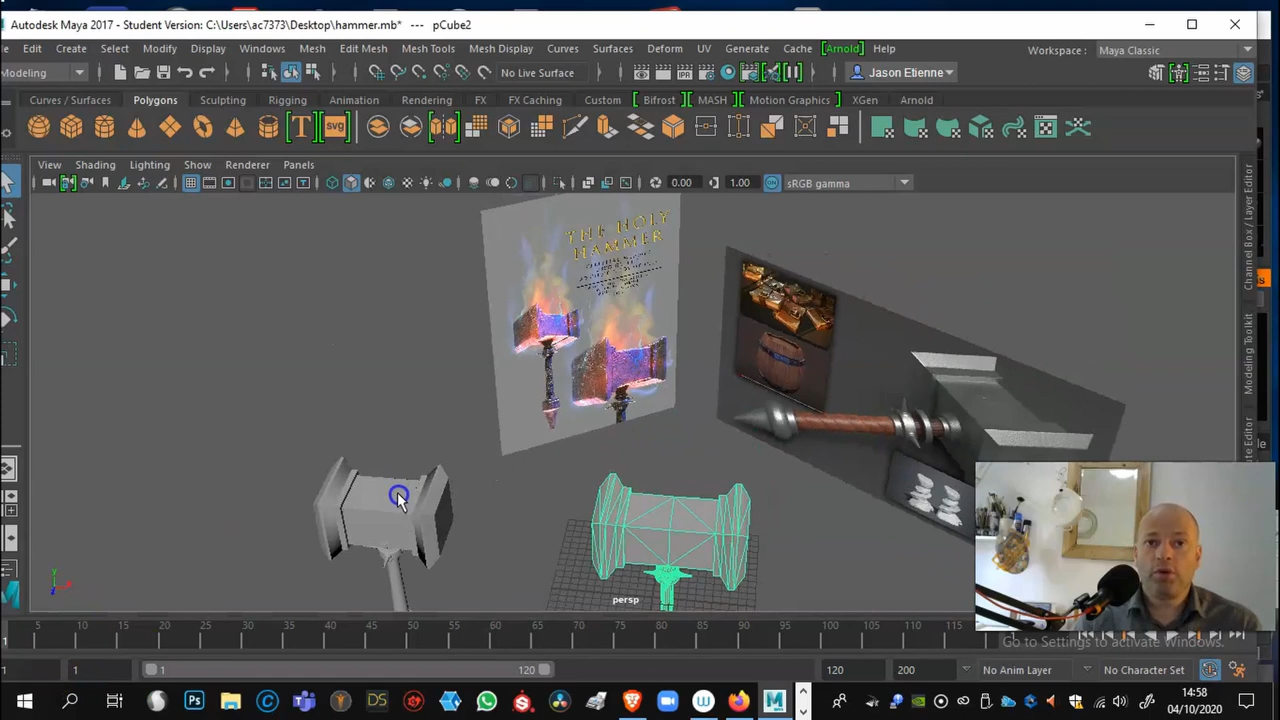 Autodesk Maya 2017 - Student Version: C:\Users\ac7373\Desktop\hammer.mb* --- pCube2
Edit Create Select Modify Display Windows Mesh Edit Mesh Mesh Tools Mesh Display Curves Surfaces Deform UV Generate Cache [Arnold] Help Workspace : Maya Classic
Modeling No Live Surface IPR Jason Etienne
Curves / Surfaces Polygons Sculpting Rigging Animation Rendering FX FX Caching Custom Bifrost MASH Motion Graphics XGen Arnold
T svg
View Shading Lighting Show Renderer Panels
0.00 1.00 sRGB gamma
Channel Box / Layer Editor
Modeling Toolkit
Attribute Editor
THE HOLY
HAMMER
persp
5 10 15 20 25 30 35 40 45 50 55 60 65 70 75 80 85 90 95
Go to Settings to activate Windows.
1 1 120 120 200 No Anim Layer No Character Set
Ps DS W M
14:58
04/10/2020